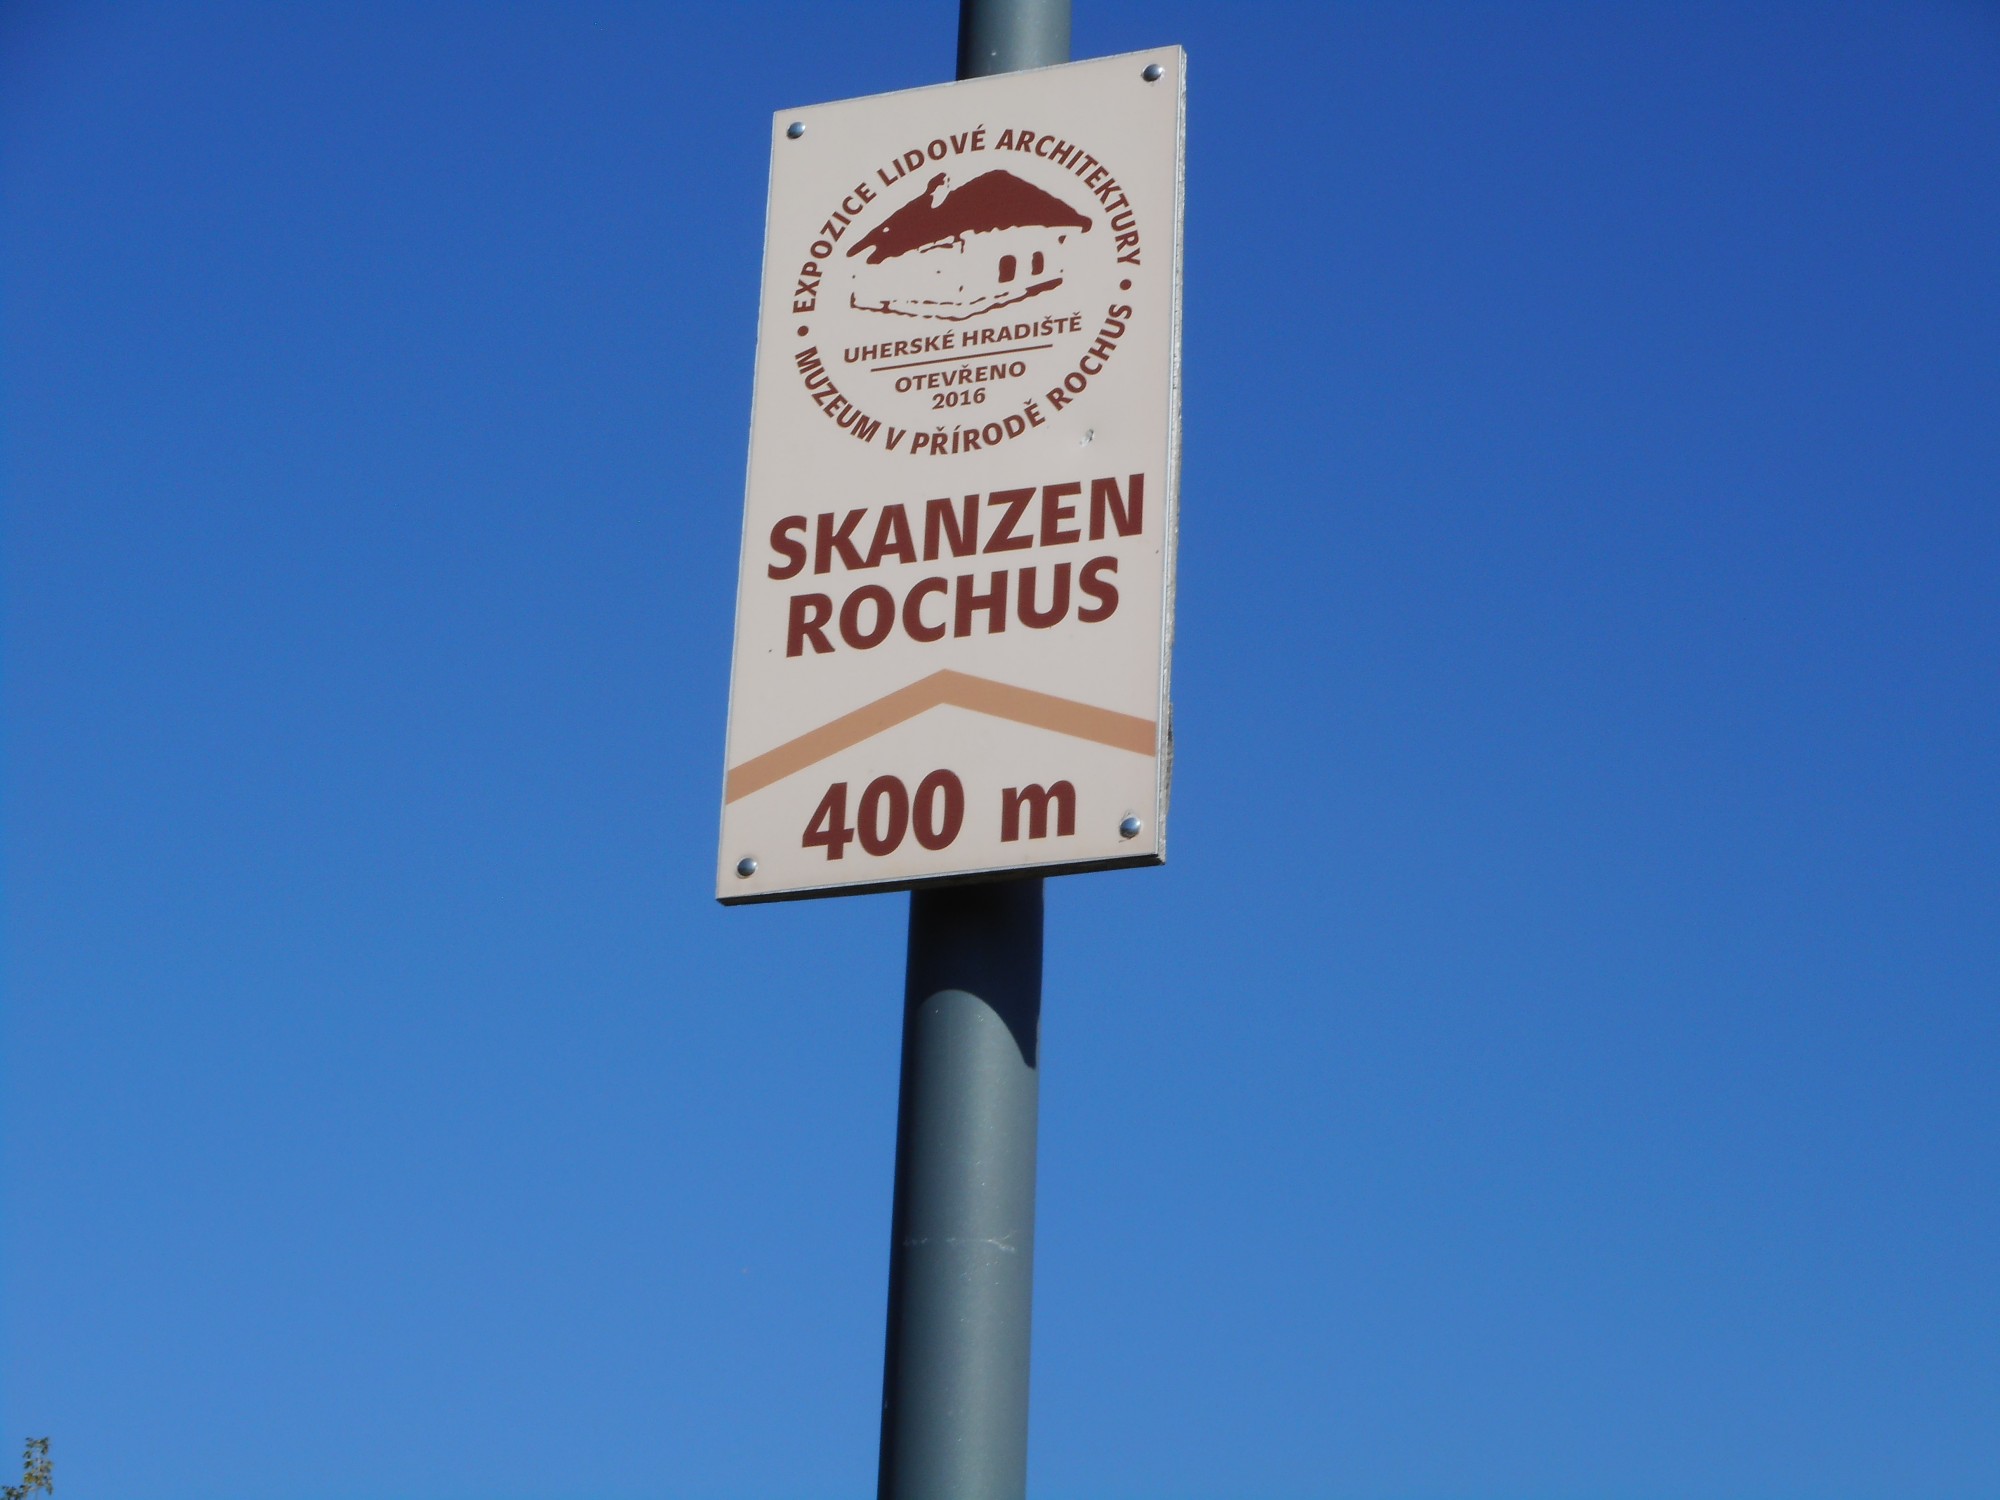 EXPOZICE LIDOVÉ ARCHITEKTURY
UHERSKÉ HRADIŠTĚ
OTEVŘENO
2016
MUZEUM V PŘÍRODĚ ROCHUS
SKANZEN
ROCHUS
400 m